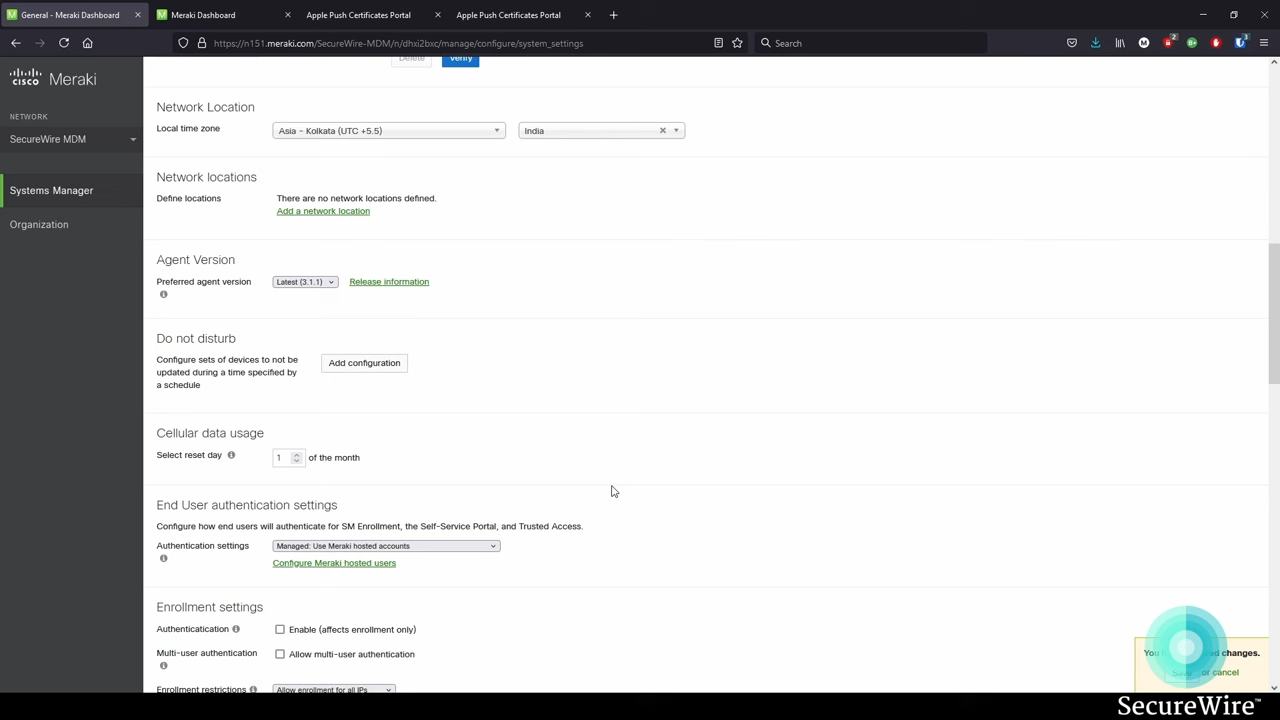 General - Meraki Dashboard
Meraki Dashboard
Apple Push Certificates Portal
Apple Push Certificates Portal
https://n151.meraki.com/SecureWire-MDM/n/dhxi2bxc/manage/configure/system_settings
Search
2
3
CISCO Meraki
NETWORK
SecureWire MDM
Systems Manager
Organization
Delete
Verify
Network Location
Local time zone
Asia - Kolkata (UTC +5.5)
India
Network locations
Define locations
There are no network locations defined.
Add a network location
Agent Version
Preferred agent version
Latest (3.1.1)
Release information
Do not disturb
Configure sets of devices to not be
updated during a time specified by
a schedule
Add configuration
Cellular data usage
Select reset day
1
of the month
End User authentication settings
Configure how end users will authenticate for SM Enrollment, the Self-Service Portal, and Trusted Access.
Authentication settings
Managed: Use Meraki hosted accounts
Configure Meraki hosted users
Enrollment settings
Authentication
Enable (affects enrollment only)
Multi-user authentication
Allow multi-user authentication
Enrollment restrictions
Allow enrollment for all IPs
You changes.
or cancel
SecureWire™